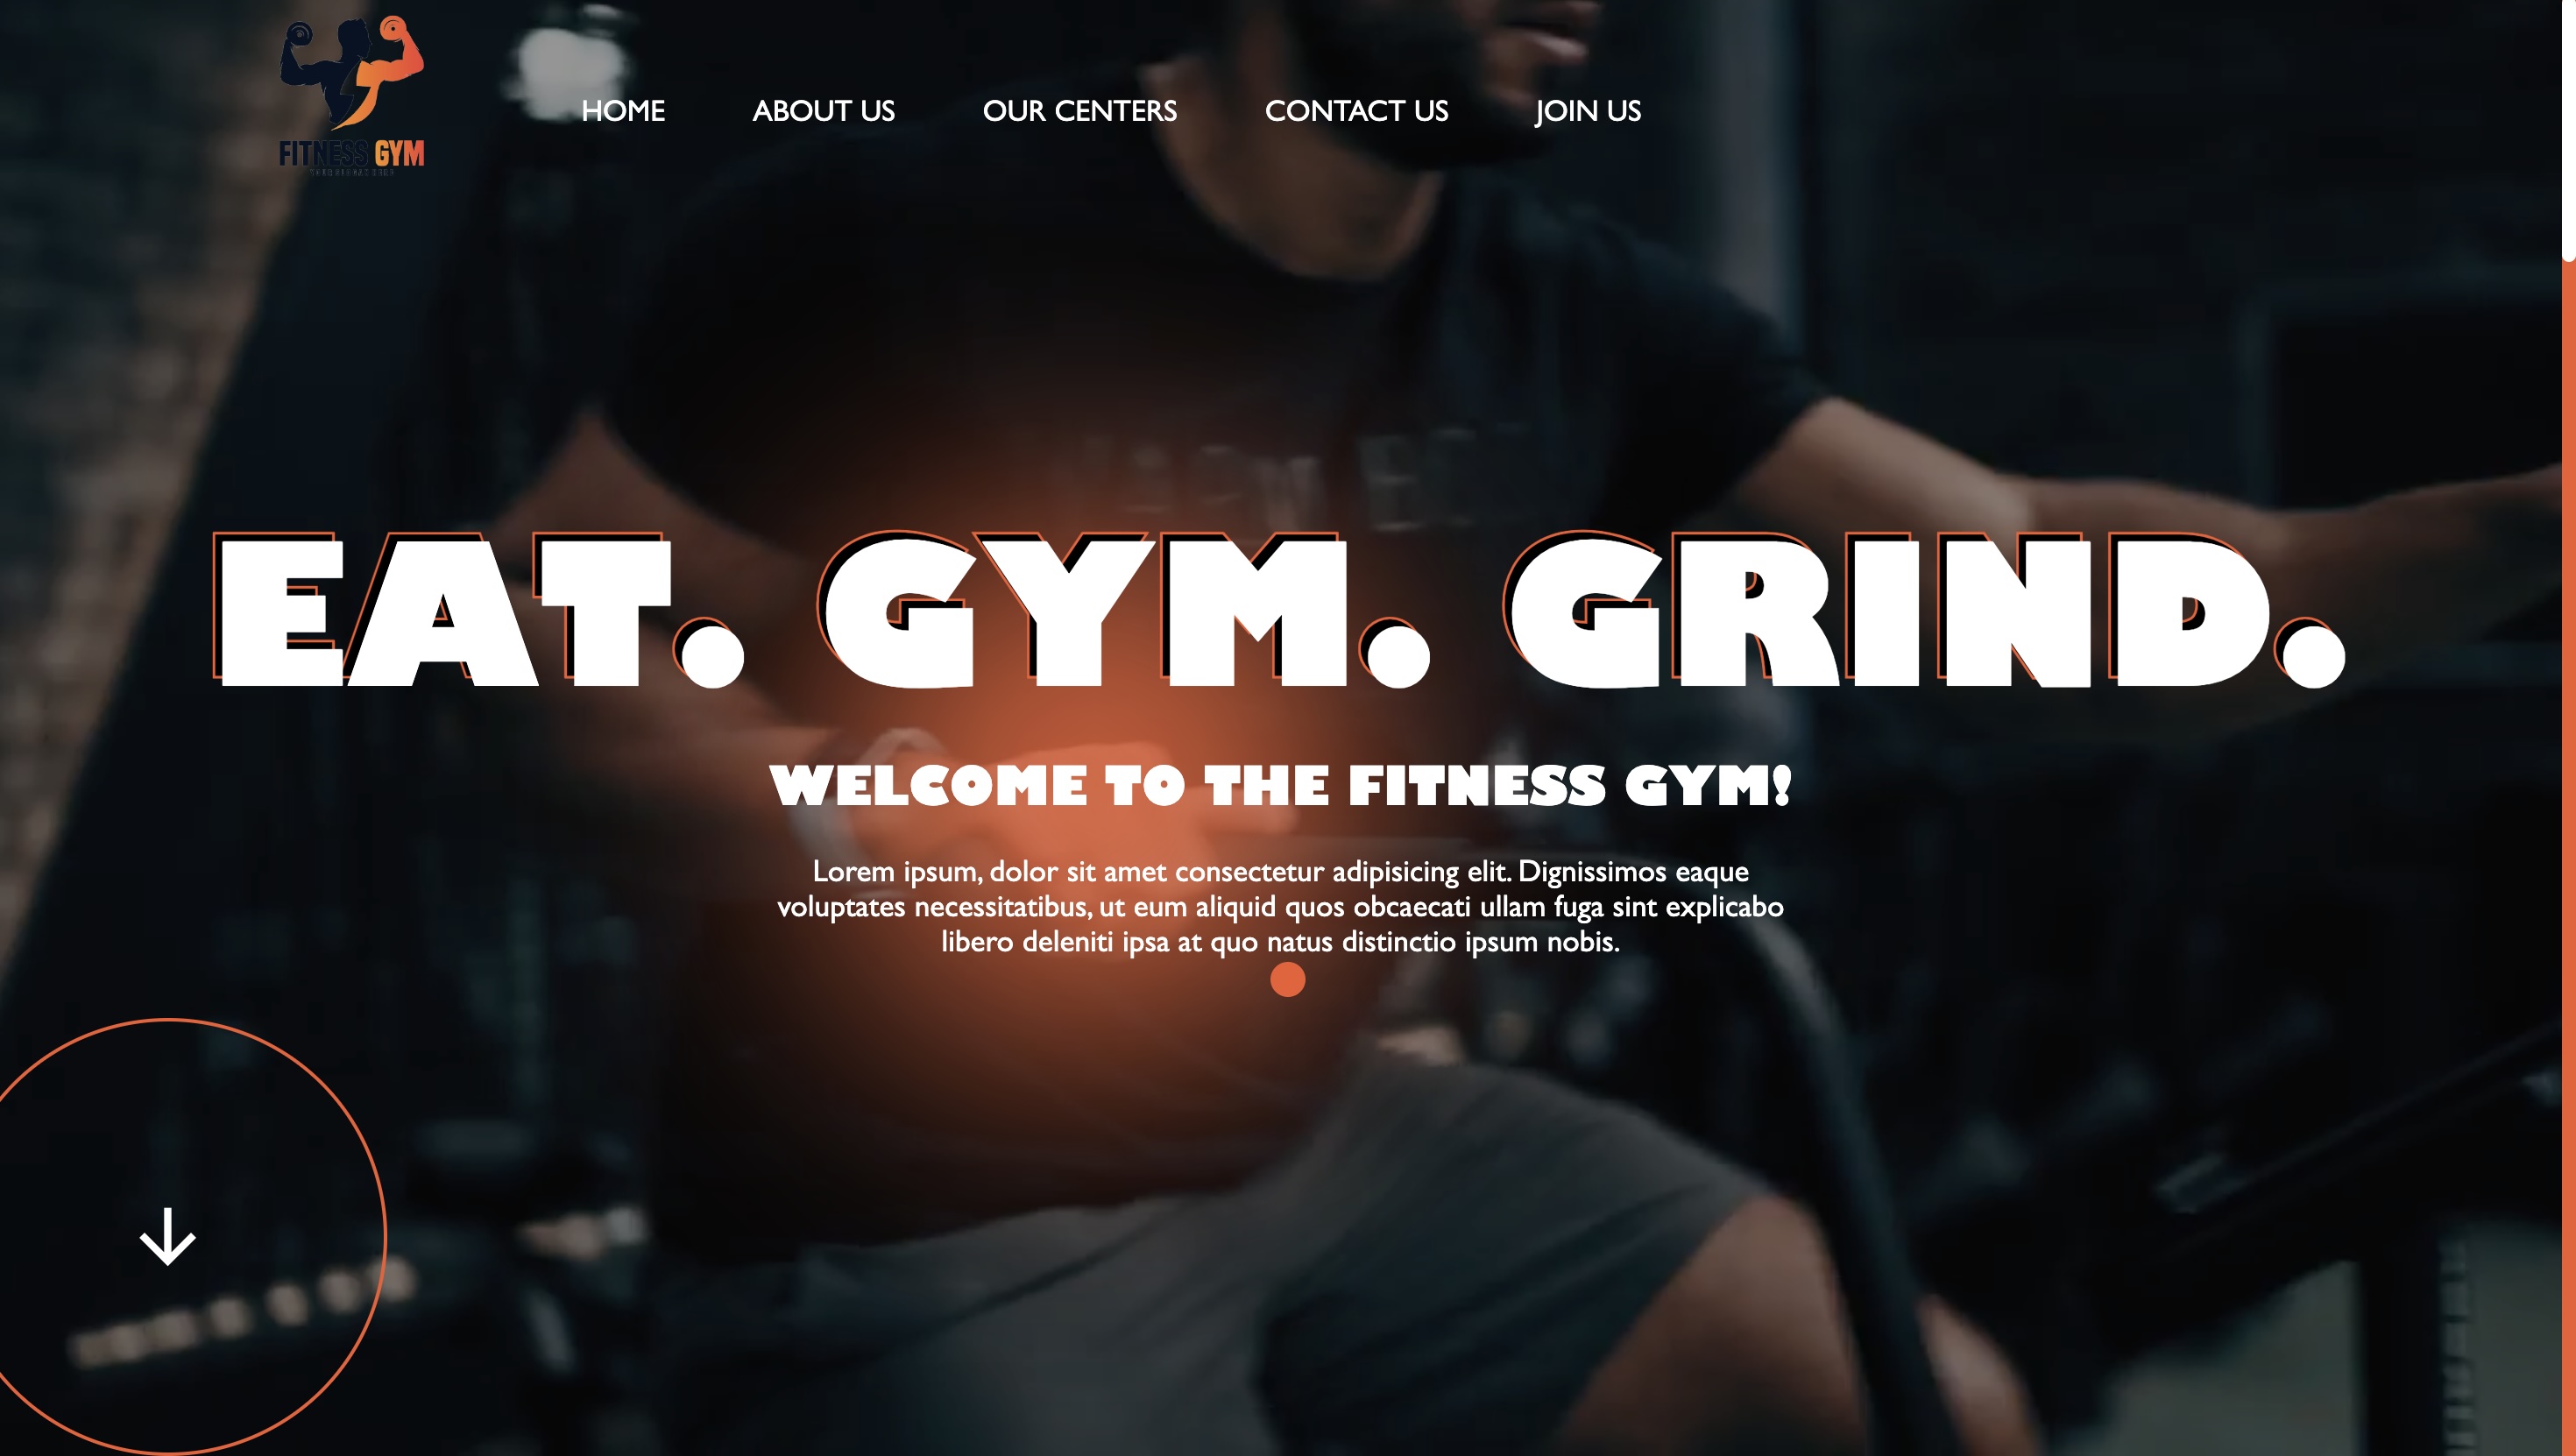 FITNESS GYM
HOME
ABOUT US
OUR CENTERS
CONTACT US
JOIN US
EAT. GYM. GRIND.
WELCOME TO THE FITNESS GYM!
Lorem ipsum, dolor sit amet consectetur adipisicing elit. Dignissimos eaque
voluptates necessitatibus, ut eum aliquid quos obcaecati ullam fuga sint explicabo
libero deleniti ipsa at quo natus distinctio ipsum nobis.